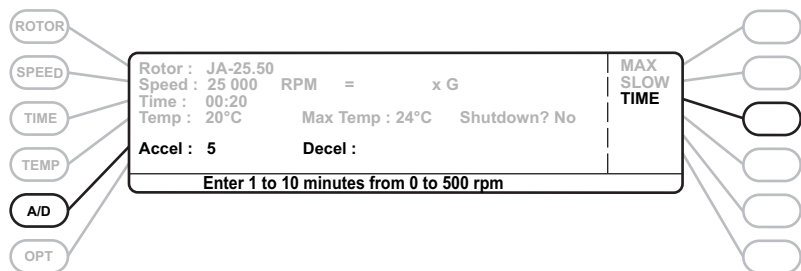 ROTOR
SPEED
TIME
TEMP
A/D
OPT
Rotor : JA-25.50
Speed : 25 000 RPM = x G
Time : 00:20
Temp : 20°C Max Temp : 24°C Shutdown? No
Accel : 5 Decel :
Enter 1 to 10 minutes from 0 to 500 rpm
MAX
SLOW
TIME